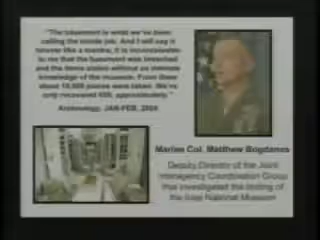 "The basement is what we've been
calling the inside job. And I will say it
forever like a mantra; it is inconceivable
to me that the basement was breached
and the items stolen without an intimate
knowledge of the museum. From there
about 10,000 pieces were taken. We've
only recovered 650, approximately."
Archaeology, JAN-FEB, 2004
Marine Col. Matthew Bogdanos
Deputy Director of the Joint
Interagency Coordination Group
that investigated the looting of
the Iraqi National Museum